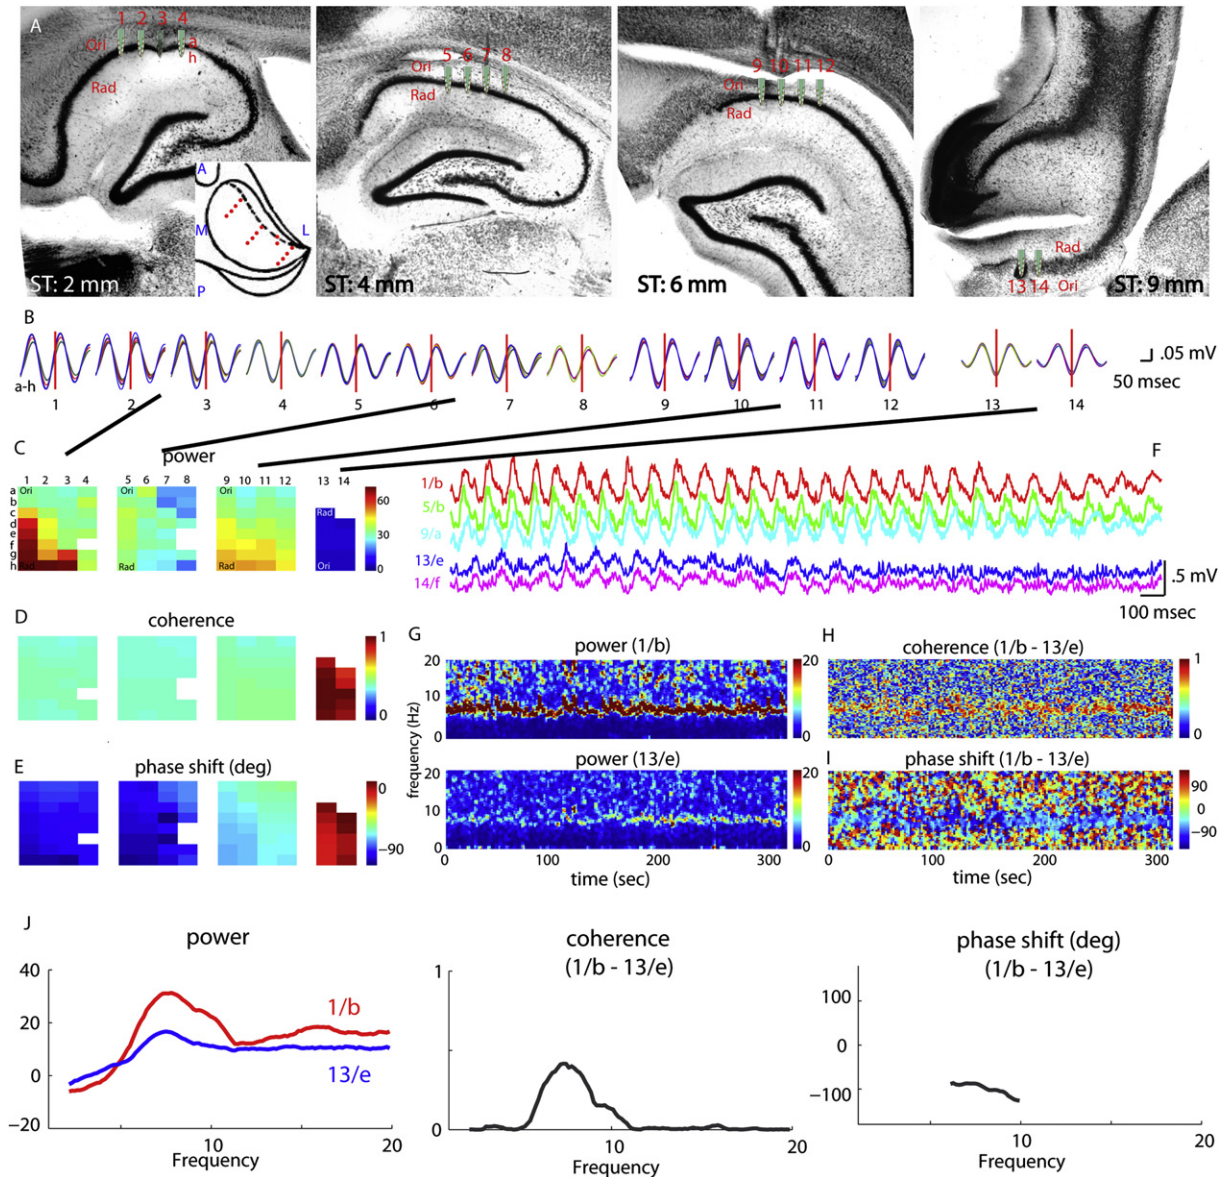 A
1 2 3 4
Ori
a
h
Rad
A
M
L
P
ST: 2 mm
5 6 7 8
Ori
Rad
ST: 4 mm
9 10 11 12
Ori
Rad
ST: 6 mm
Rad
13 14 Ori
ST: 9 mm
B
a-h
1 2 3 4 5 6 7 8 9 10 11 12 13 14
.05 mV
50 msec
C
power
1 2 3 4
5 6 7 8
9 10 11 12
13 14
a
b
c
d
e
f
g
h
Ori
Rad
Ori
Rad
Ori
Rad
Rad
Ori
60
30
0
F
1/b
5/b
9/a
13/e
14/f
.5 mV
100 msec
D
coherence
1
0
E
phase shift (deg)
0
−90
G
power (1/b)
20
10
0
20
0
frequency (Hz)
power (13/e)
20
10
0
20
0
0 100 200 300
time (sec)
H
coherence (1/b - 13/e)
1
0
I
phase shift (1/b - 13/e)
90
0
−90
0 100 200 300
time (sec)
J
power
40
20
0
−20
1/b
13/e
10 20
Frequency
coherence
(1/b - 13/e)
1
0
10 20
Frequency
phase shift (deg)
(1/b - 13/e)
100
0
−100
10 20
Frequency